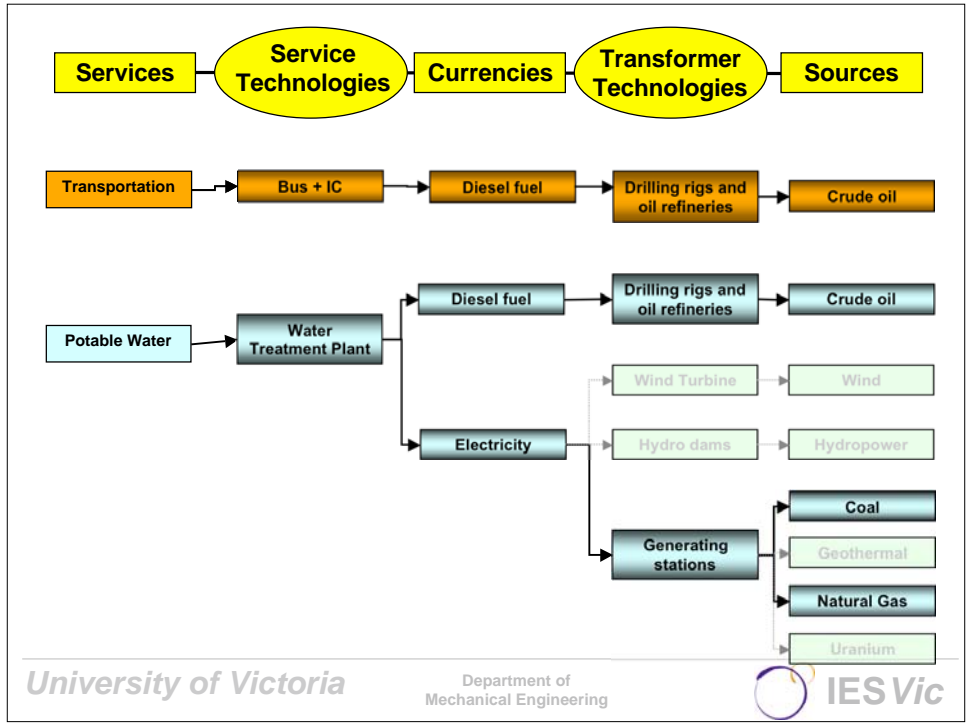 Services
Service
Technologies
Currencies
Transformer
Technologies
Sources
Transportation
Bus + IC
Diesel fuel
Drilling rigs and
oil refineries
Crude oil
Potable Water
Water
Treatment Plant
Diesel fuel
Drilling rigs and
oil refineries
Crude oil
Wind Turbine
Wind
Electricity
Hydro dams
Hydropower
Generating
stations
Coal
Geothermal
Natural Gas
Uranium
University of Victoria
Department of
Mechanical Engineering
IESVic